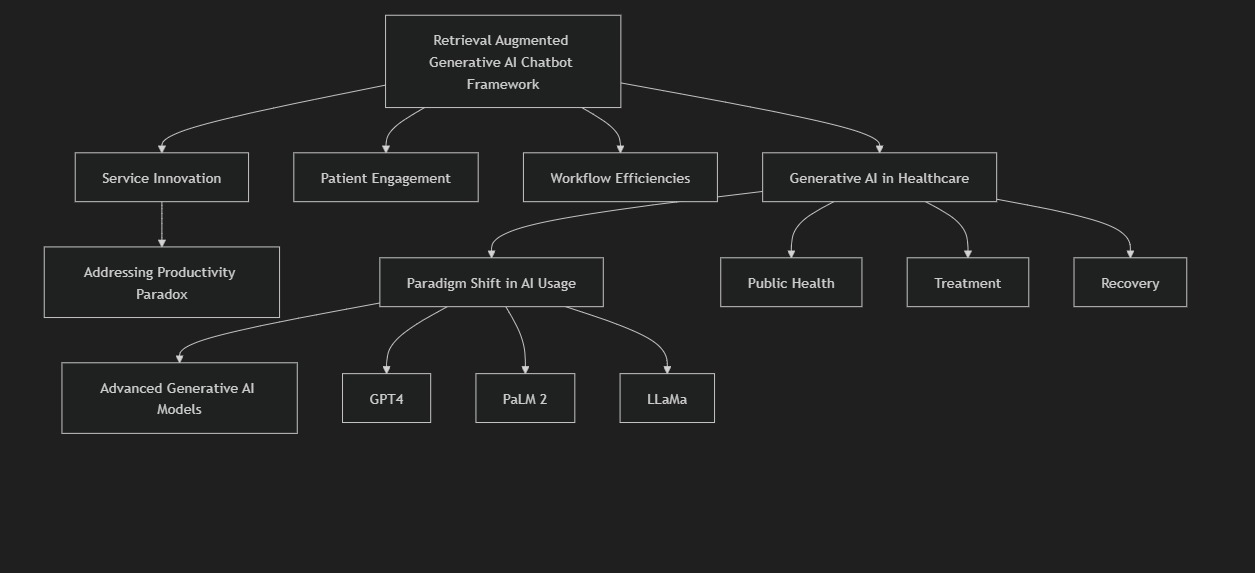 Retrieval Augmented
Generative AI Chatbot
Framework
Service Innovation
Patient Engagement
Workflow Efficiencies
Generative AI in Healthcare
Addressing Productivity
Paradox
Paradigm Shift in AI Usage
Public Health
Treatment
Recovery
Advanced Generative AI
Models
GPT4
PaLM 2
LLaMa